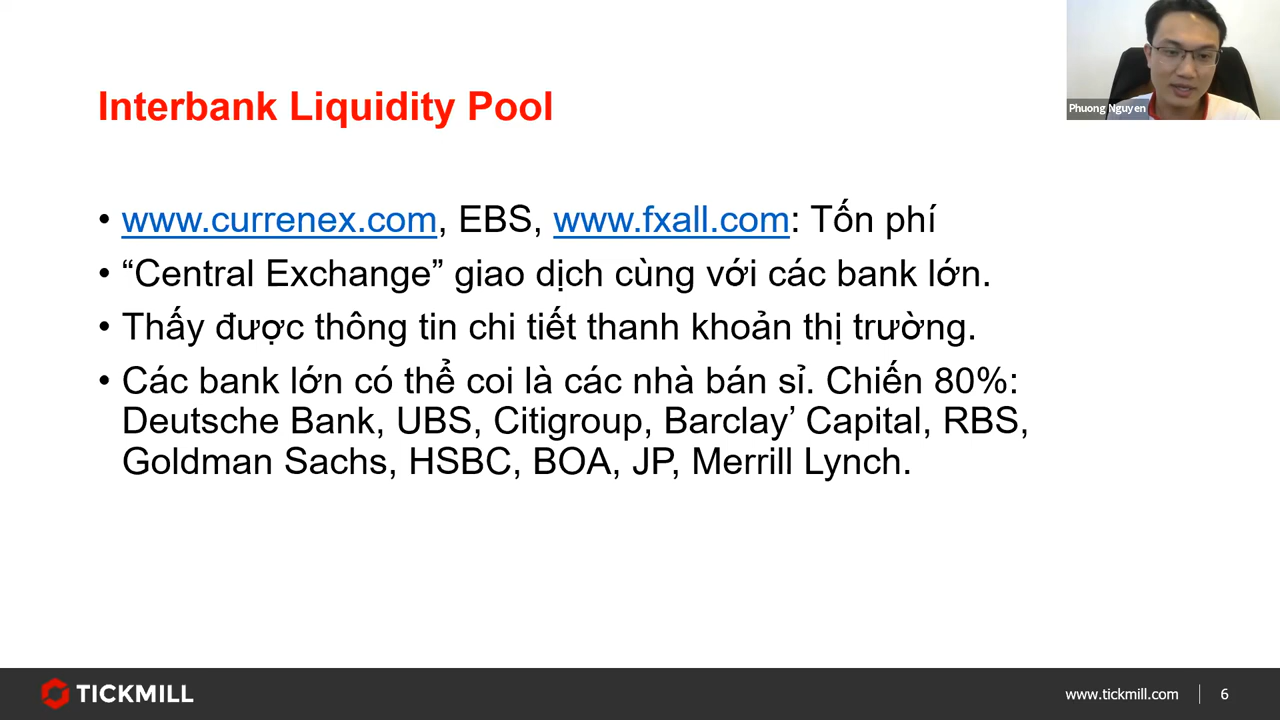 Phuong Nguyen
Interbank Liquidity Pool
• www.currenex.com, EBS, www.fxall.com: Tốn phí
• “Central Exchange” giao dịch cùng với các bank lớn.
• Thấy được thông tin chi tiết thanh khoản thị trường.
• Các bank lớn có thể coi là các nhà bán sỉ. Chiến 80%:
Deutsche Bank, UBS, Citigroup, Barclay’ Capital, RBS,
Goldman Sachs, HSBC, BOA, JP, Merrill Lynch.
TICKMILL
www.tickmill.com | 6